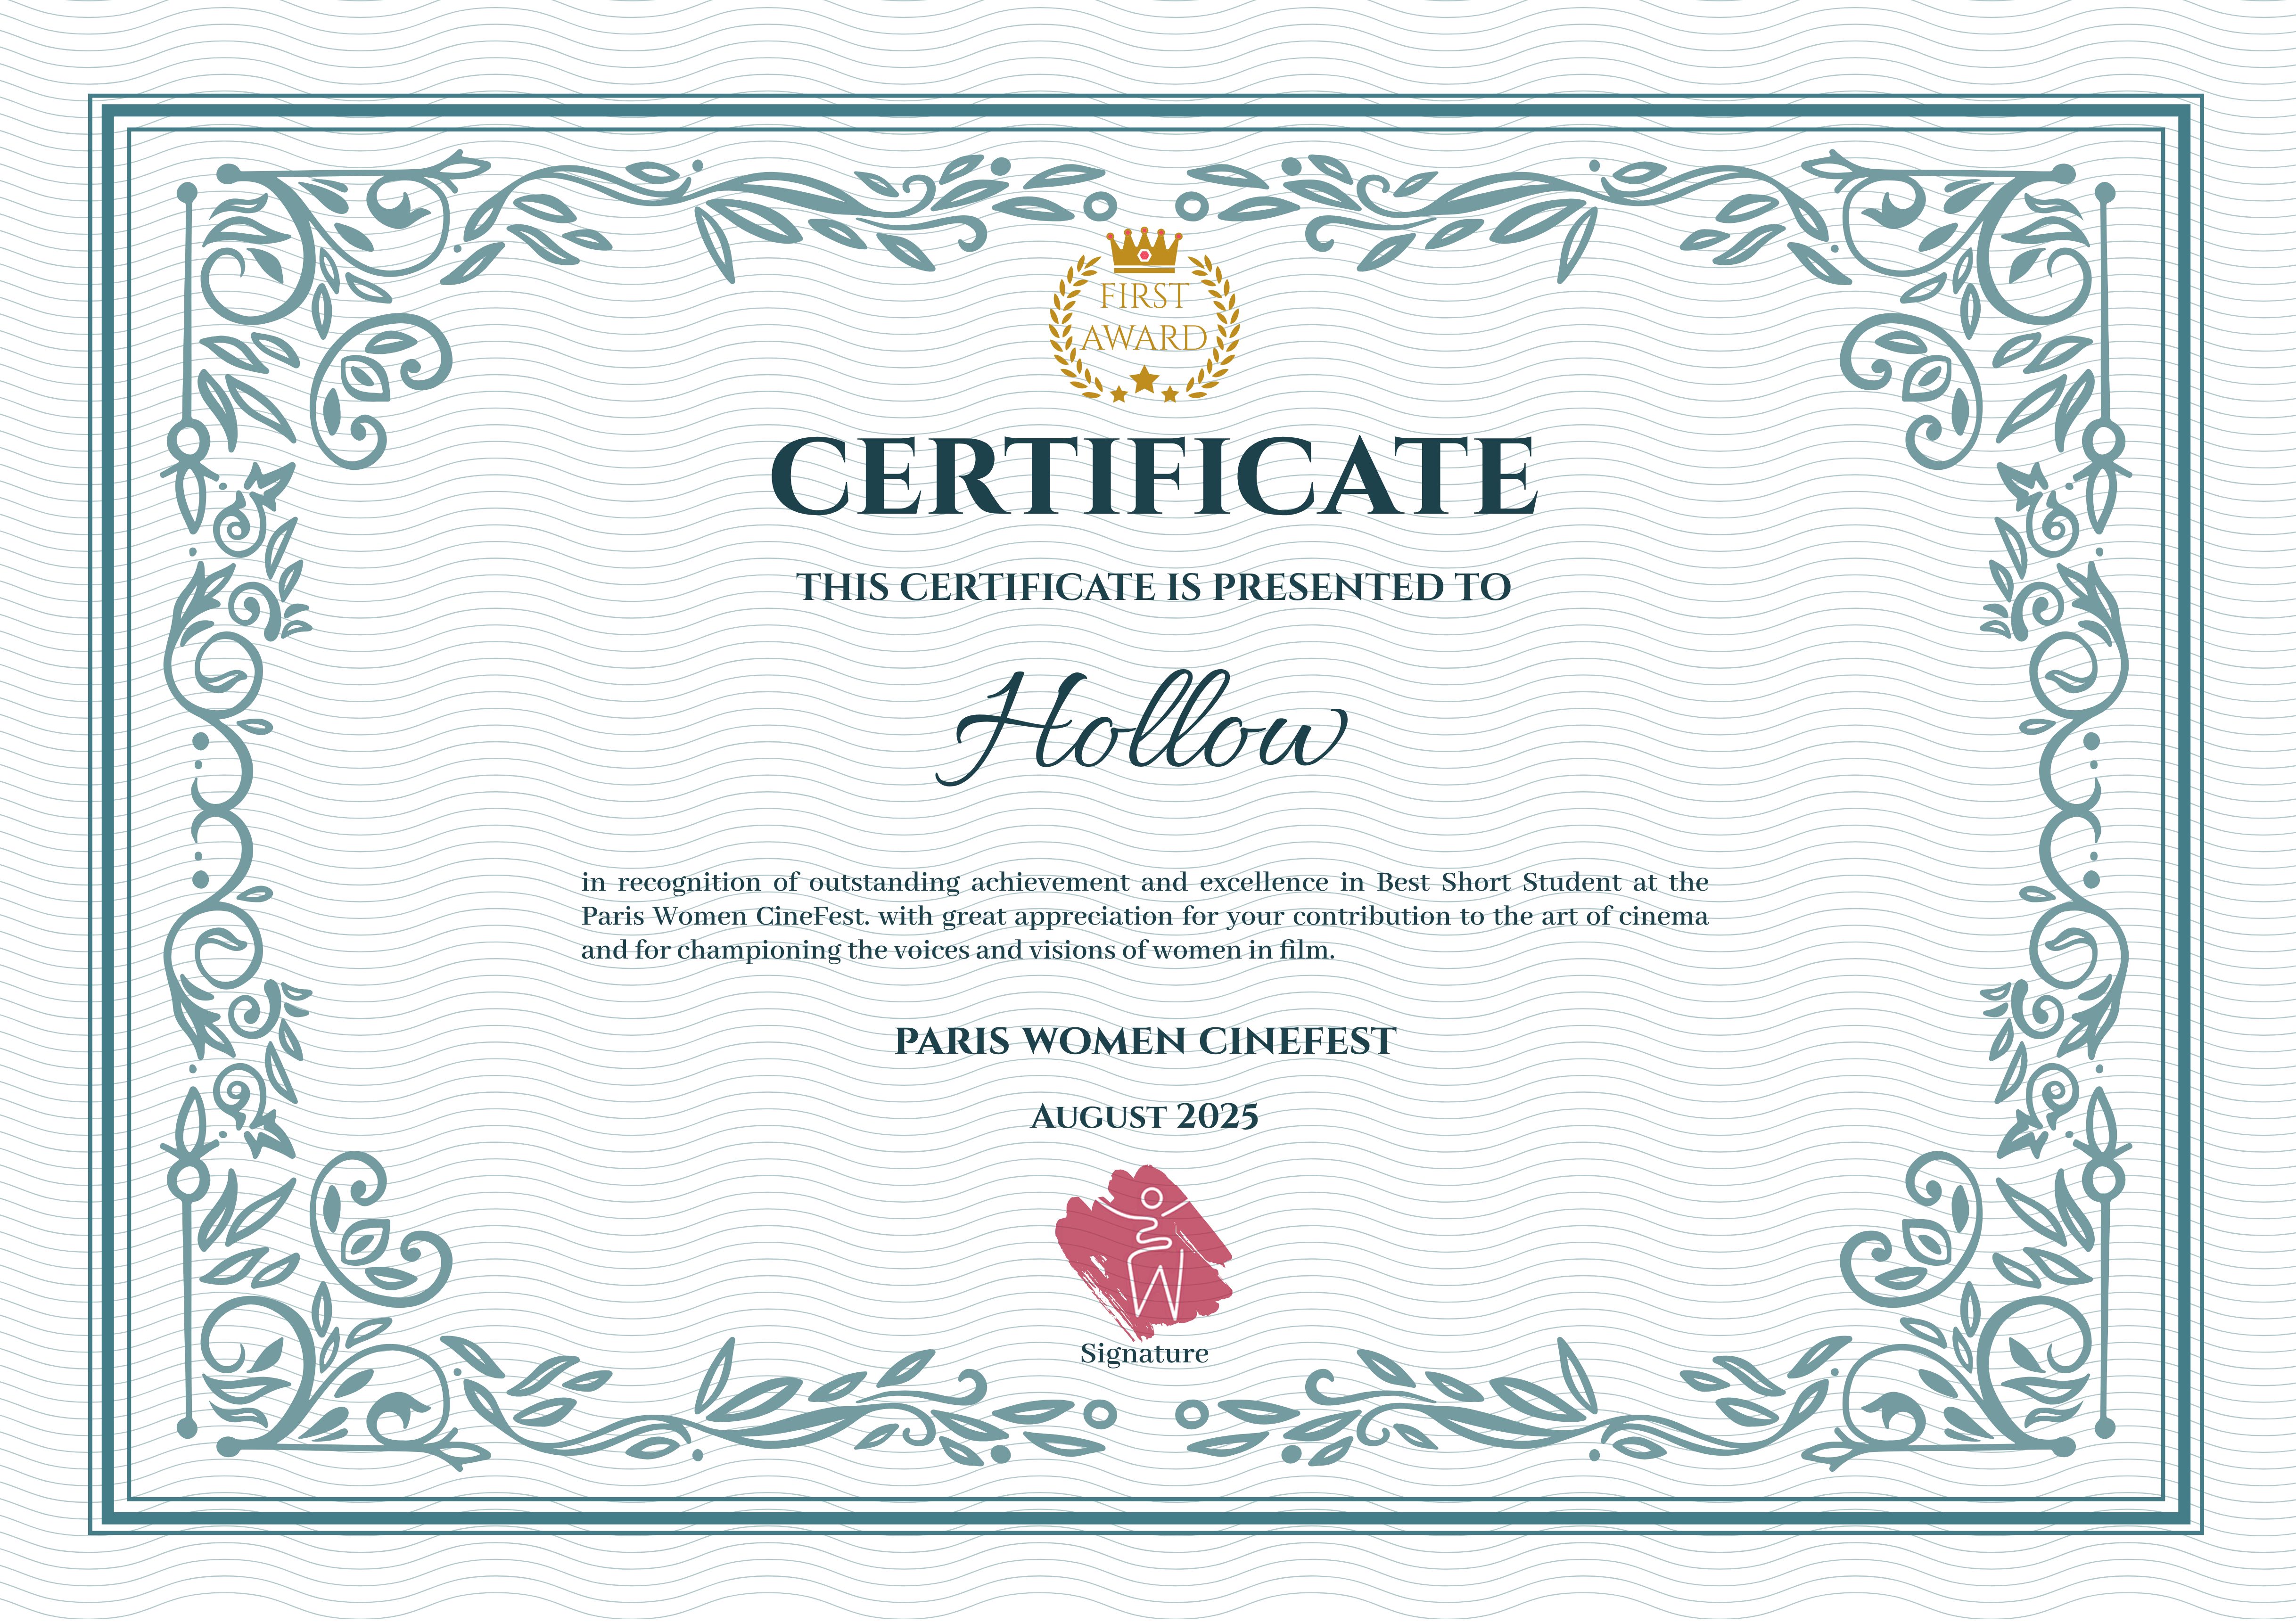 FIRST
AWARD
CERTIFICATE
THIS CERTIFICATE IS PRESENTED TO
Hollow
in recognition of outstanding achievement and excellence in Best Short Student at the
Paris Women CineFest. with great appreciation for your contribution to the art of cinema
and for championing the voices and visions of women in film.
PARIS WOMEN CINEFEST
AUGUST 2025
Signature